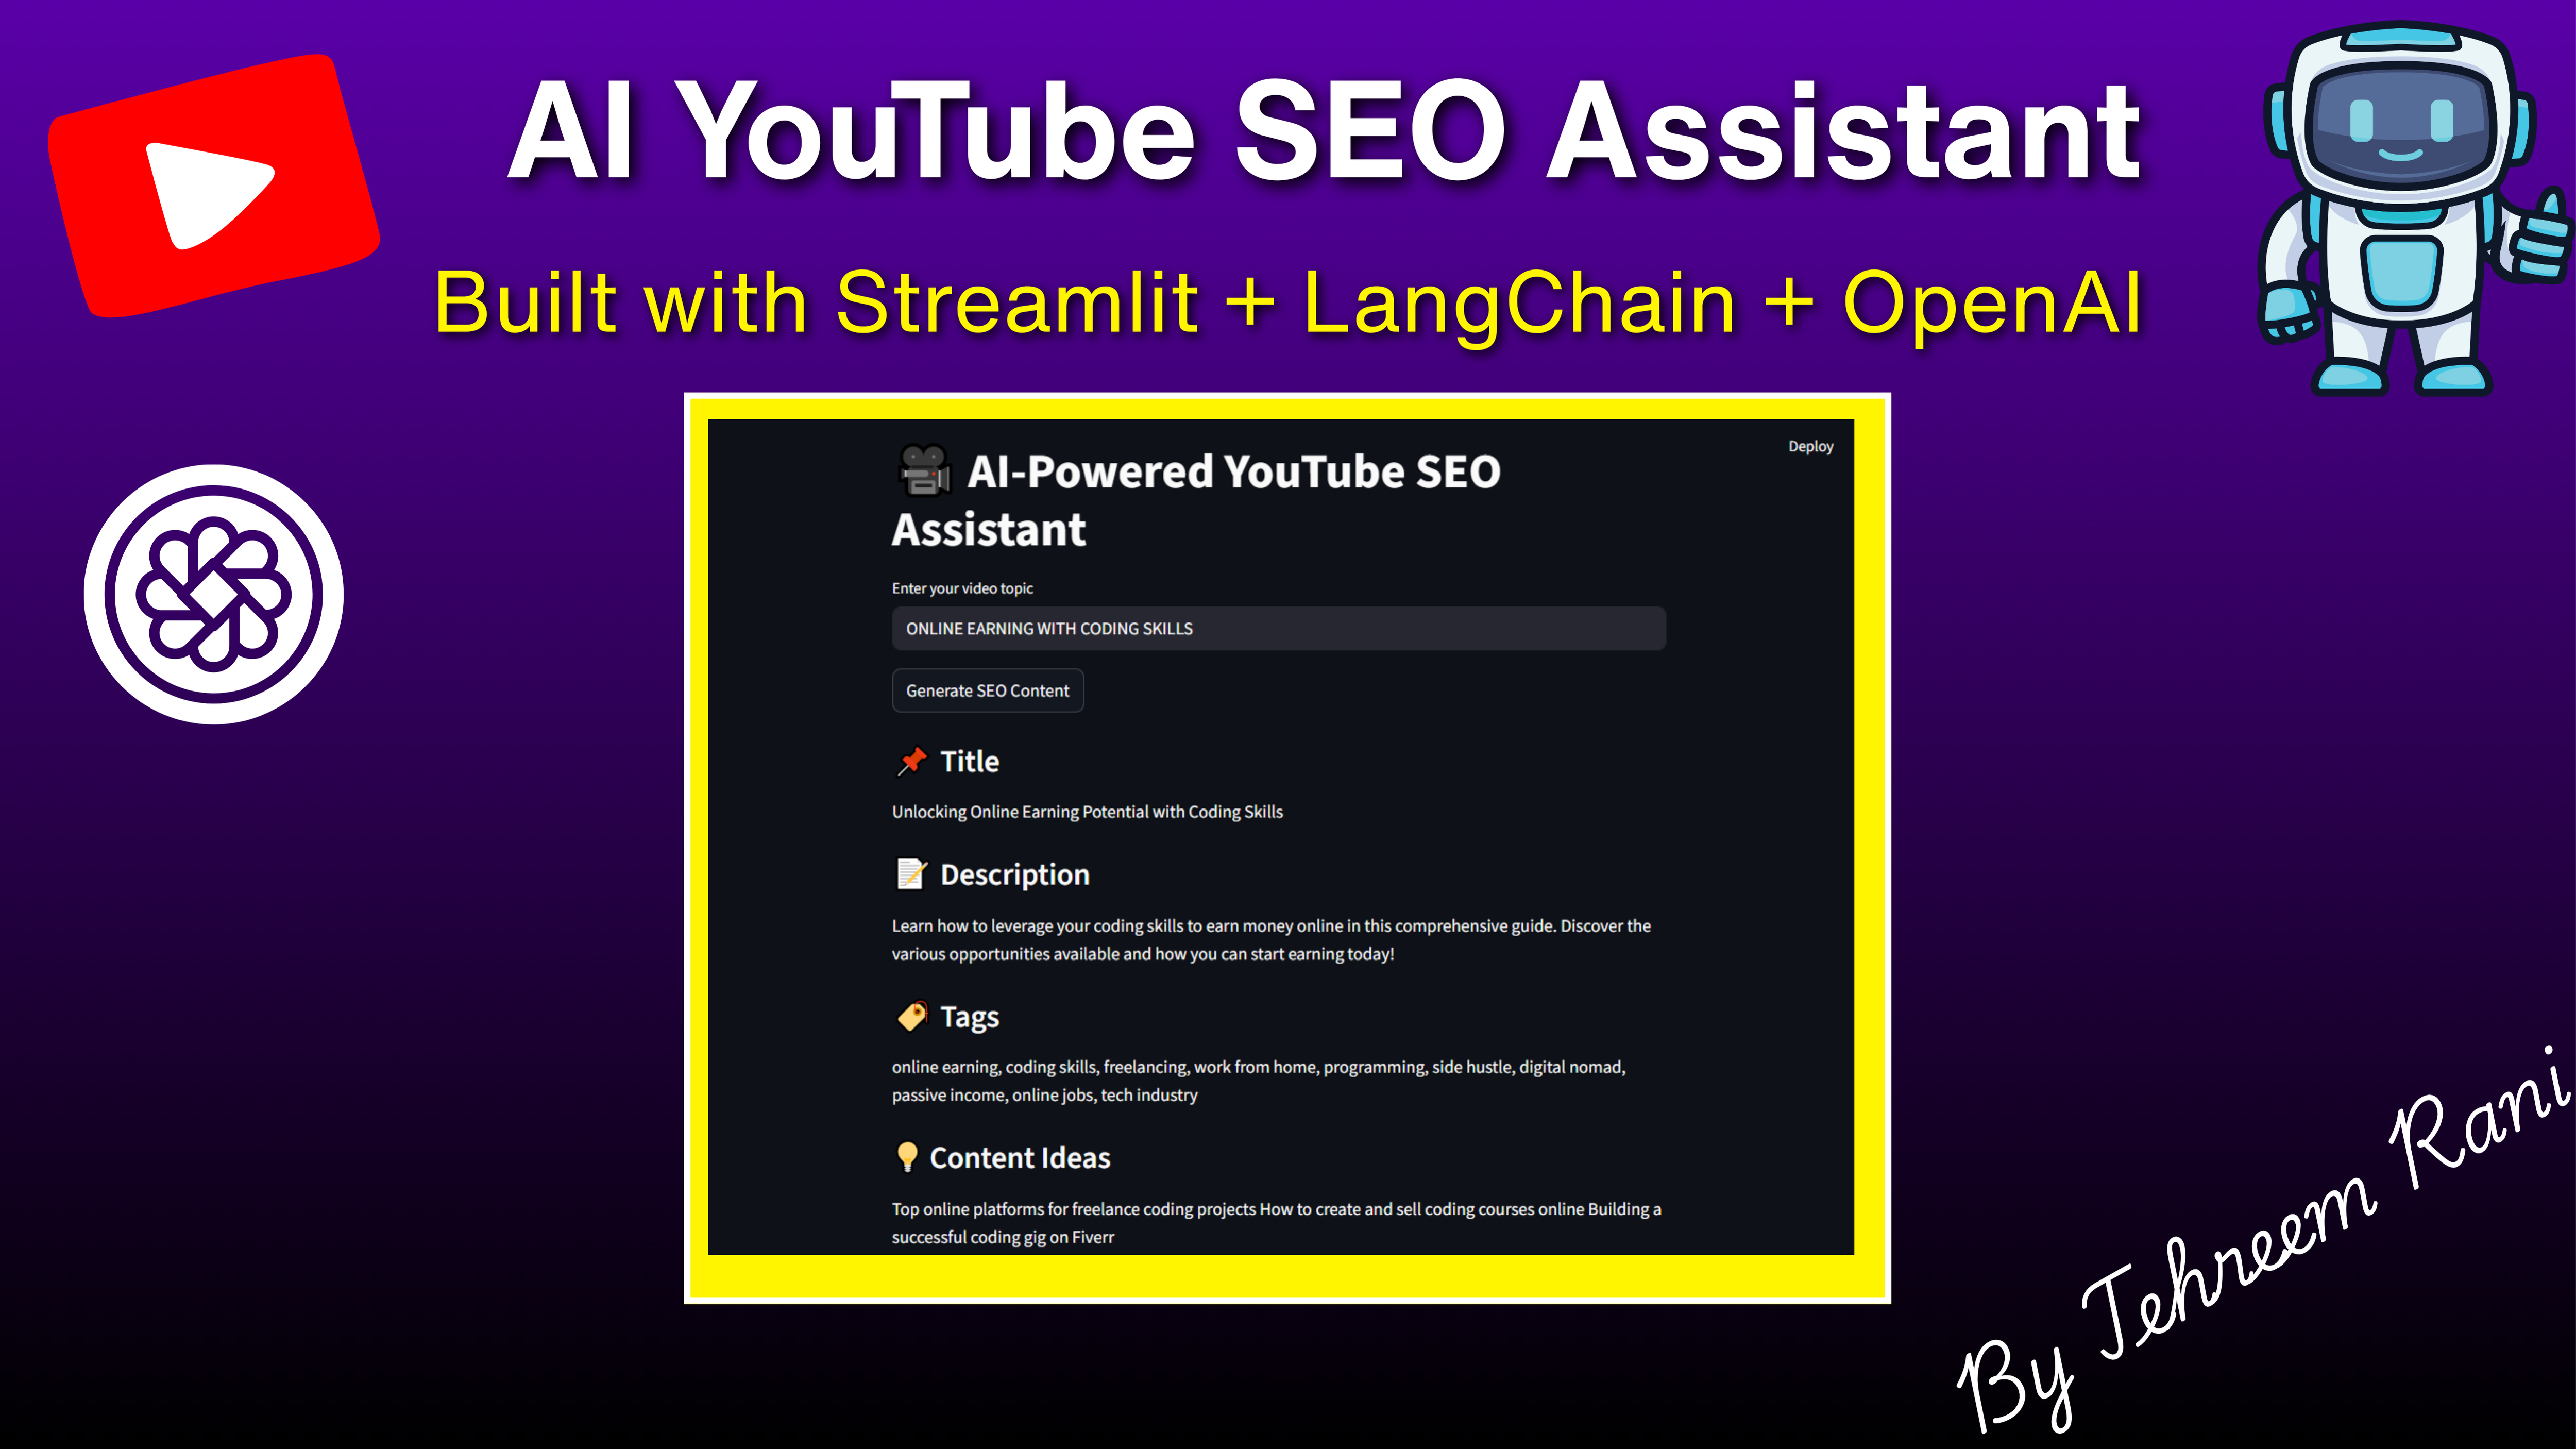 AI YouTube SEO Assistant
Built with Streamlit + LangChain + OpenAI
Deploy
AI-Powered YouTube SEO
Assistant
Enter your video topic
ONLINE EARNING WITH CODING SKILLS
Generate SEO Content
Title
Unlocking Online Earning Potential with Coding Skills
Description
Learn how to leverage your coding skills to earn money online in this comprehensive guide. Discover the
various opportunities available and how you can start earning today!
Tags
online earning, coding skills, freelancing, work from home, programming, side hustle, digital nomad,
passive income, online jobs, tech industry
Content Ideas
Top online platforms for freelance coding projects How to create and sell coding courses online Building a
successful coding gig on Fiverr
By Tehreem Rani